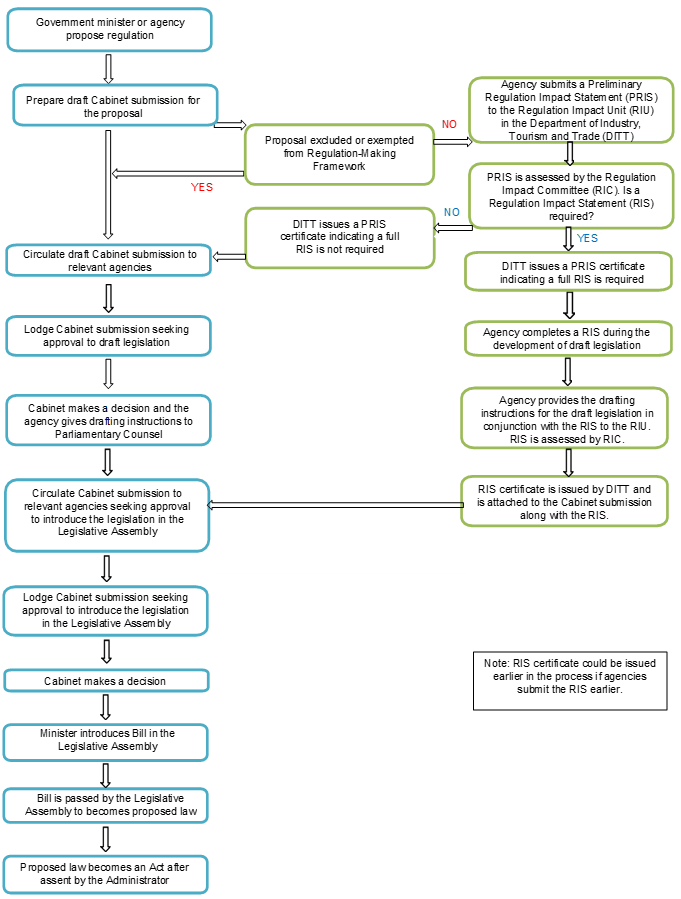 Government minister or agency
propose regulation
Prepare draft Cabinet submission for
the proposal
Proposal excluded or exempted
from Regulation-Making
Framework
NO
YES
Agency submits a Preliminary
Regulation Impact Statement (PRIS)
to the Regulation Impact Unit (RIU)
in the Department of Industry,
Tourism and Trade (DITT)
PRIS is assessed by the Regulation
Impact Committee (RIC). Is a
Regulation Impact Statement (RIS)
required?
NO
YES
DITT issues a PRIS
certificate indicating a full
RIS is not required
DITT issues a PRIS certificate
indicating a full RIS is required
Circulate draft Cabinet submission to
relevant agencies
Lodge Cabinet submission seeking
approval to draft legislation
Agency completes a RIS during the
development of draft legislation
Cabinet makes a decision and the
agency gives drafting instructions to
Parliamentary Counsel
Agency provides the drafting
instructions for the draft legislation in
conjunction with the RIS to the RIU.
RIS is assessed by RIC.
Circulate Cabinet submission to
relevant agencies seeking approval
to introduce the legislation in the
Legislative Assembly
RIS certificate is issued by DITT and
is attached to the Cabinet submission
along with the RIS.
Lodge Cabinet submission seeking
approval to introduce the legislation
in the Legislative Assembly
Cabinet makes a decision
Note: RIS certificate could be issued
earlier in the process if agencies
submit the RIS earlier.
Minister introduces Bill in the
Legislative Assembly
Bill is passed by the Legislative
Assembly to becomes proposed law
Proposed law becomes an Act after
assent by the Administrator